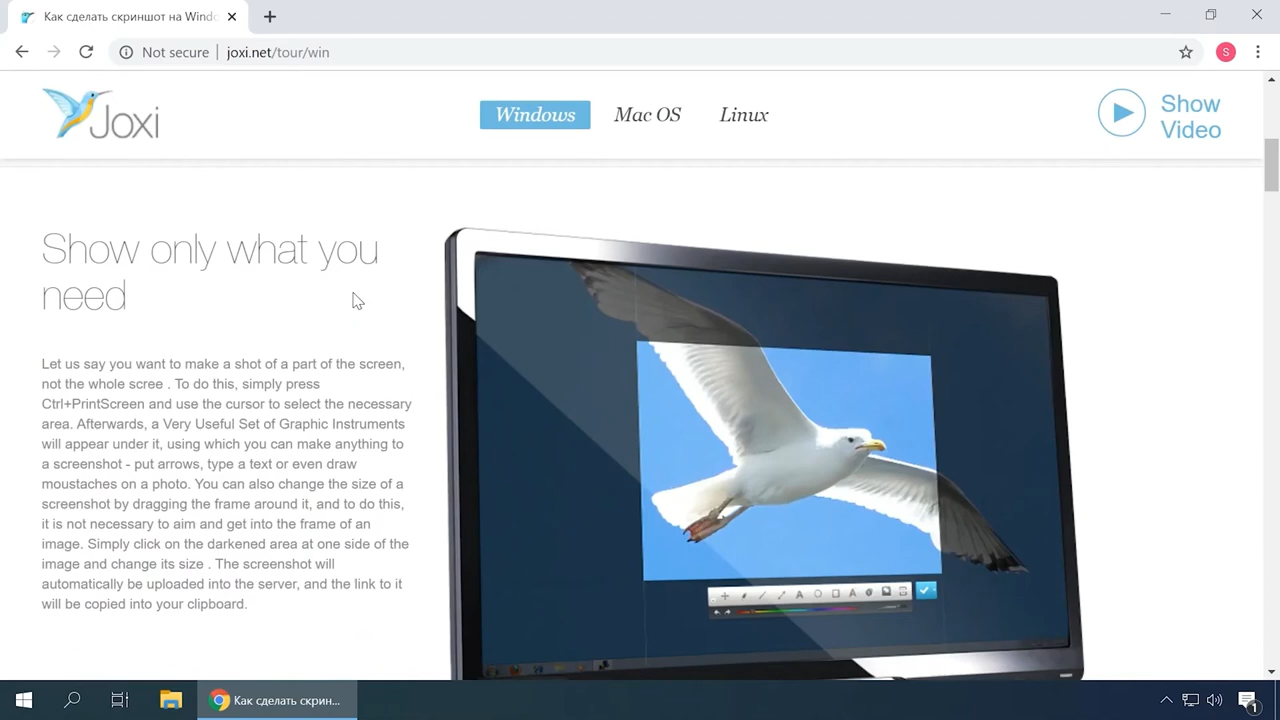 Как сделать скриншот на Windo
Not secure
joxi.net/tour/win
S
Joxi
Windows
Mac OS
Linux
Show
Video
Show only what you
need
Let us say you want to make a shot of a part of the screen,
not the whole scree . To do this, simply press
Ctrl+PrintScreen and use the cursor to select the necessary
area. Afterwards, a Very Useful Set of Graphic Instruments
will appear under it, using which you can make anything to
a screenshot - put arrows, type a text or even draw
moustaches on a photo. You can also change the size of a
screenshot by dragging the frame around it, and to do this,
it is not necessary to aim and get into the frame of an
image. Simply click on the darkened area at one side of the
image and change its size . The screenshot will
automatically be uploaded into the server, and the link to it
will be copied into your clipboard.
A
A
Как сделать скрин...
1